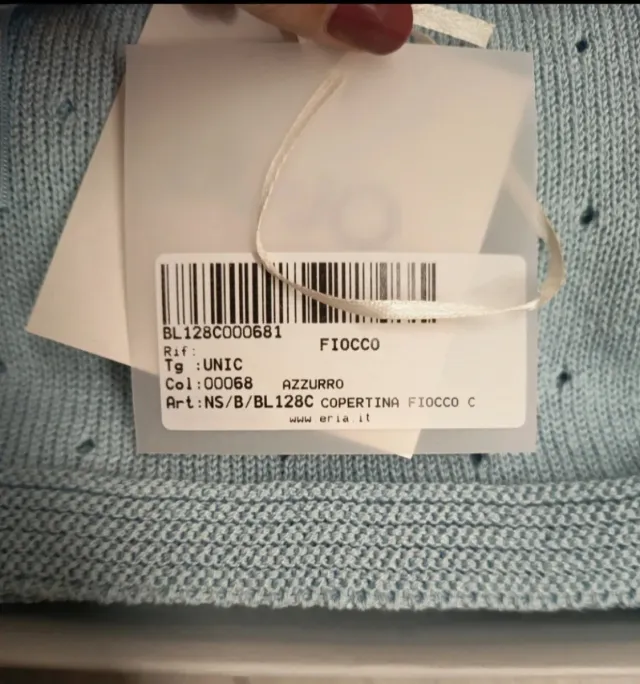 BL128C000681
FIOCCO
Rif:
Tg :UNIC
Col:00068 AZZURRO
Art:NS/B/BL128C COPERTINA FIOCCO C
www eria it